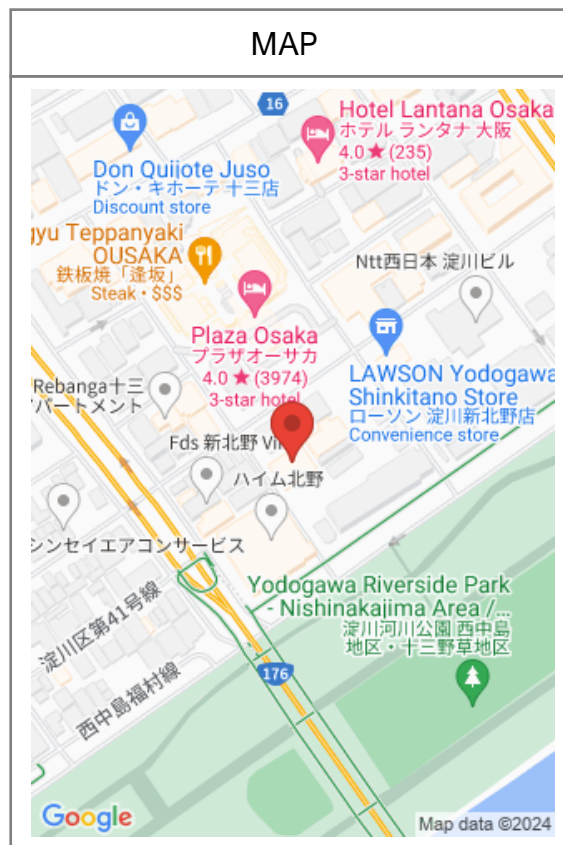 MAP
16
Hotel Lantana Osaka
ホテル ランタナ 大阪
4.0★(235)
3-star hotel
Don Quijote Juso
ドン・キホーテ 十三店
Discount store
gyu Teppanyaki
OUSAKA
鉄板焼「逢坂」
Steak・$$$
Ntt西日本 淀川ビル
Plaza Osaka
プラザオーサカ
4.0★(3974)
3-star hotel
LAWSON Yodogawa
Shinkitano Store
ローソン 淀川新北野店
Convenience store
Rebanga十三
パートメント
Fds 新北野 Vi
ハイム北野
シンセイエアコンサービス
Yodogawa Riverside Park
- Nishinakajima Area /...
淀川河川公園 西中島
地区・十三野草地区
淀川区第41号線
西中島福村線
176
Google
Map data ©2024